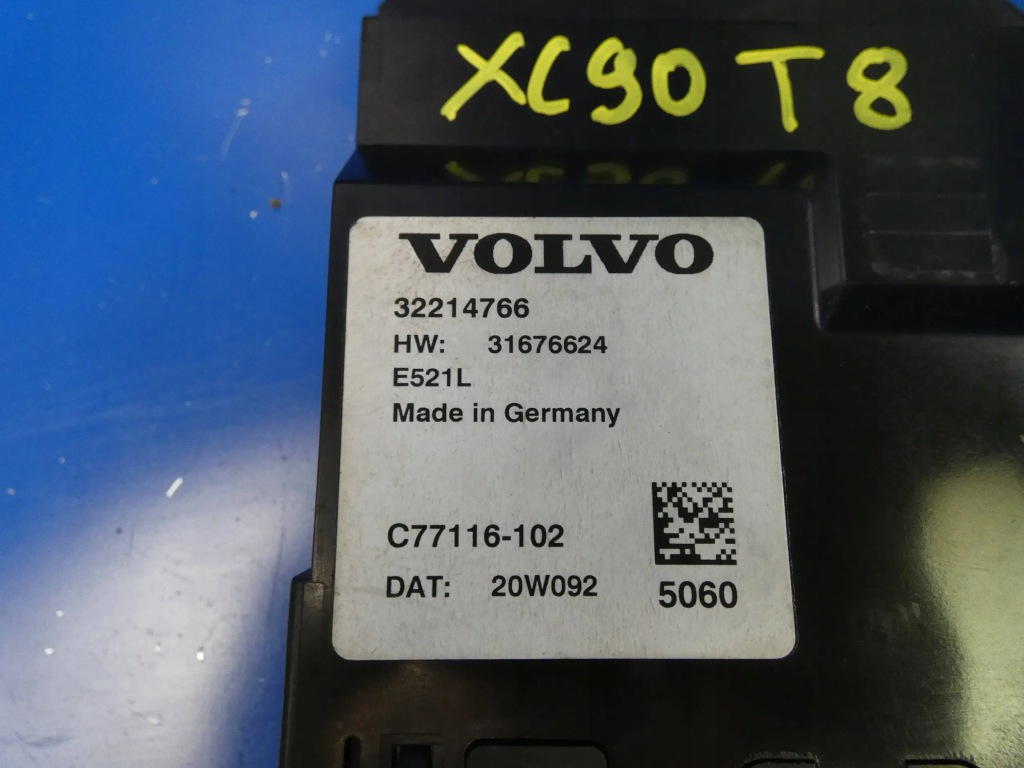 XC90 T8
VOLVO
32214766
HW: 31676624
E521L
Made in Germany
C77116-102
DAT: 20W092
5060